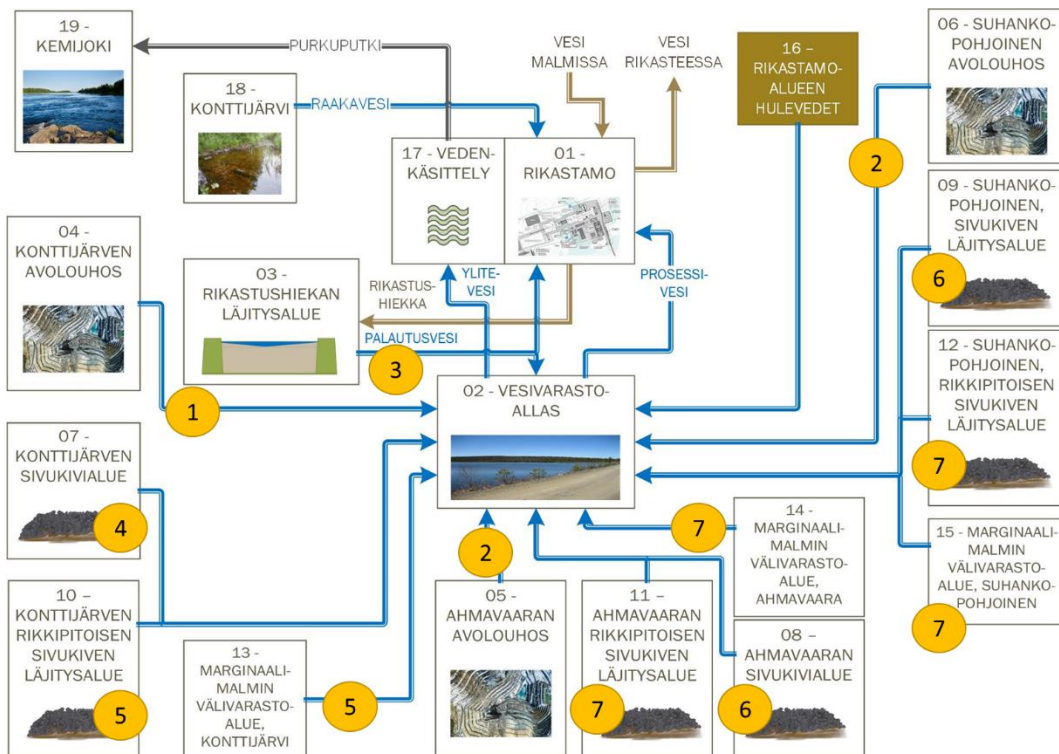 19 -
KEMIJOKI
PURKUPUTKI
18 -
KONTTIJÄRVI
RAAKAVESI
VESI
MALMISSA
VESI
RIKASTEESSA
16 –
RIKASTAMO-
ALUEEN
HULEVEDET
06 - SUHANKO-
POHJOINEN
AVOLOUHOS
2
17 - VEDEN-
KÄSITTELY
01 -
RIKASTAMO
09 - SUHANKO-
POHJOINEN,
SIVUKIVEN
LÄJITYSALUE
6
04 –
KONTTIJÄRVEN
AVOLOUHOS
1
03 -
RIKASTUSHIEKAN
LÄJITYSALUE
RIKASTUS-
HIEKKA
YLITE-
VESI
PROSESSI-
VESI
PALAUTUSVESI
3
12 - SUHANKO-
POHJOINEN,
RIKKIPITOISEN
SIVUKIVEN
LÄJITYSALUE
7
02 - VESIVARASTO-
ALLAS
07 -
KONTTIJÄRVEN
SIVUKIVIALUE
4
10 –
KONTTIJÄRVEN
RIKKIPITOISEN
SIVUKIVEN
LÄJITYSALUE
5
13 -
MARGINAALI-
MALMIN
VÄLIVARASTO-
ALUE,
KONTTIJÄRVI
5
2
05 –
AHMAVAARAN
AVOLOUHOS
11 –
AHMAVAARAN
RIKKIPITOISEN
SIVUKIVEN
LÄJITYSALUE
7
7
14 -
MARGINAALI-
MALMIN
VÄLIVARASTO-
ALUE,
AHMAVAARA
08 –
AHMAVAARAN
SIVUKIVIALUE
6
15 - MARGINAALI-
MALMIN
VÄLIVARASTO-
ALUE, SUHANKO-
POHJOINEN
7